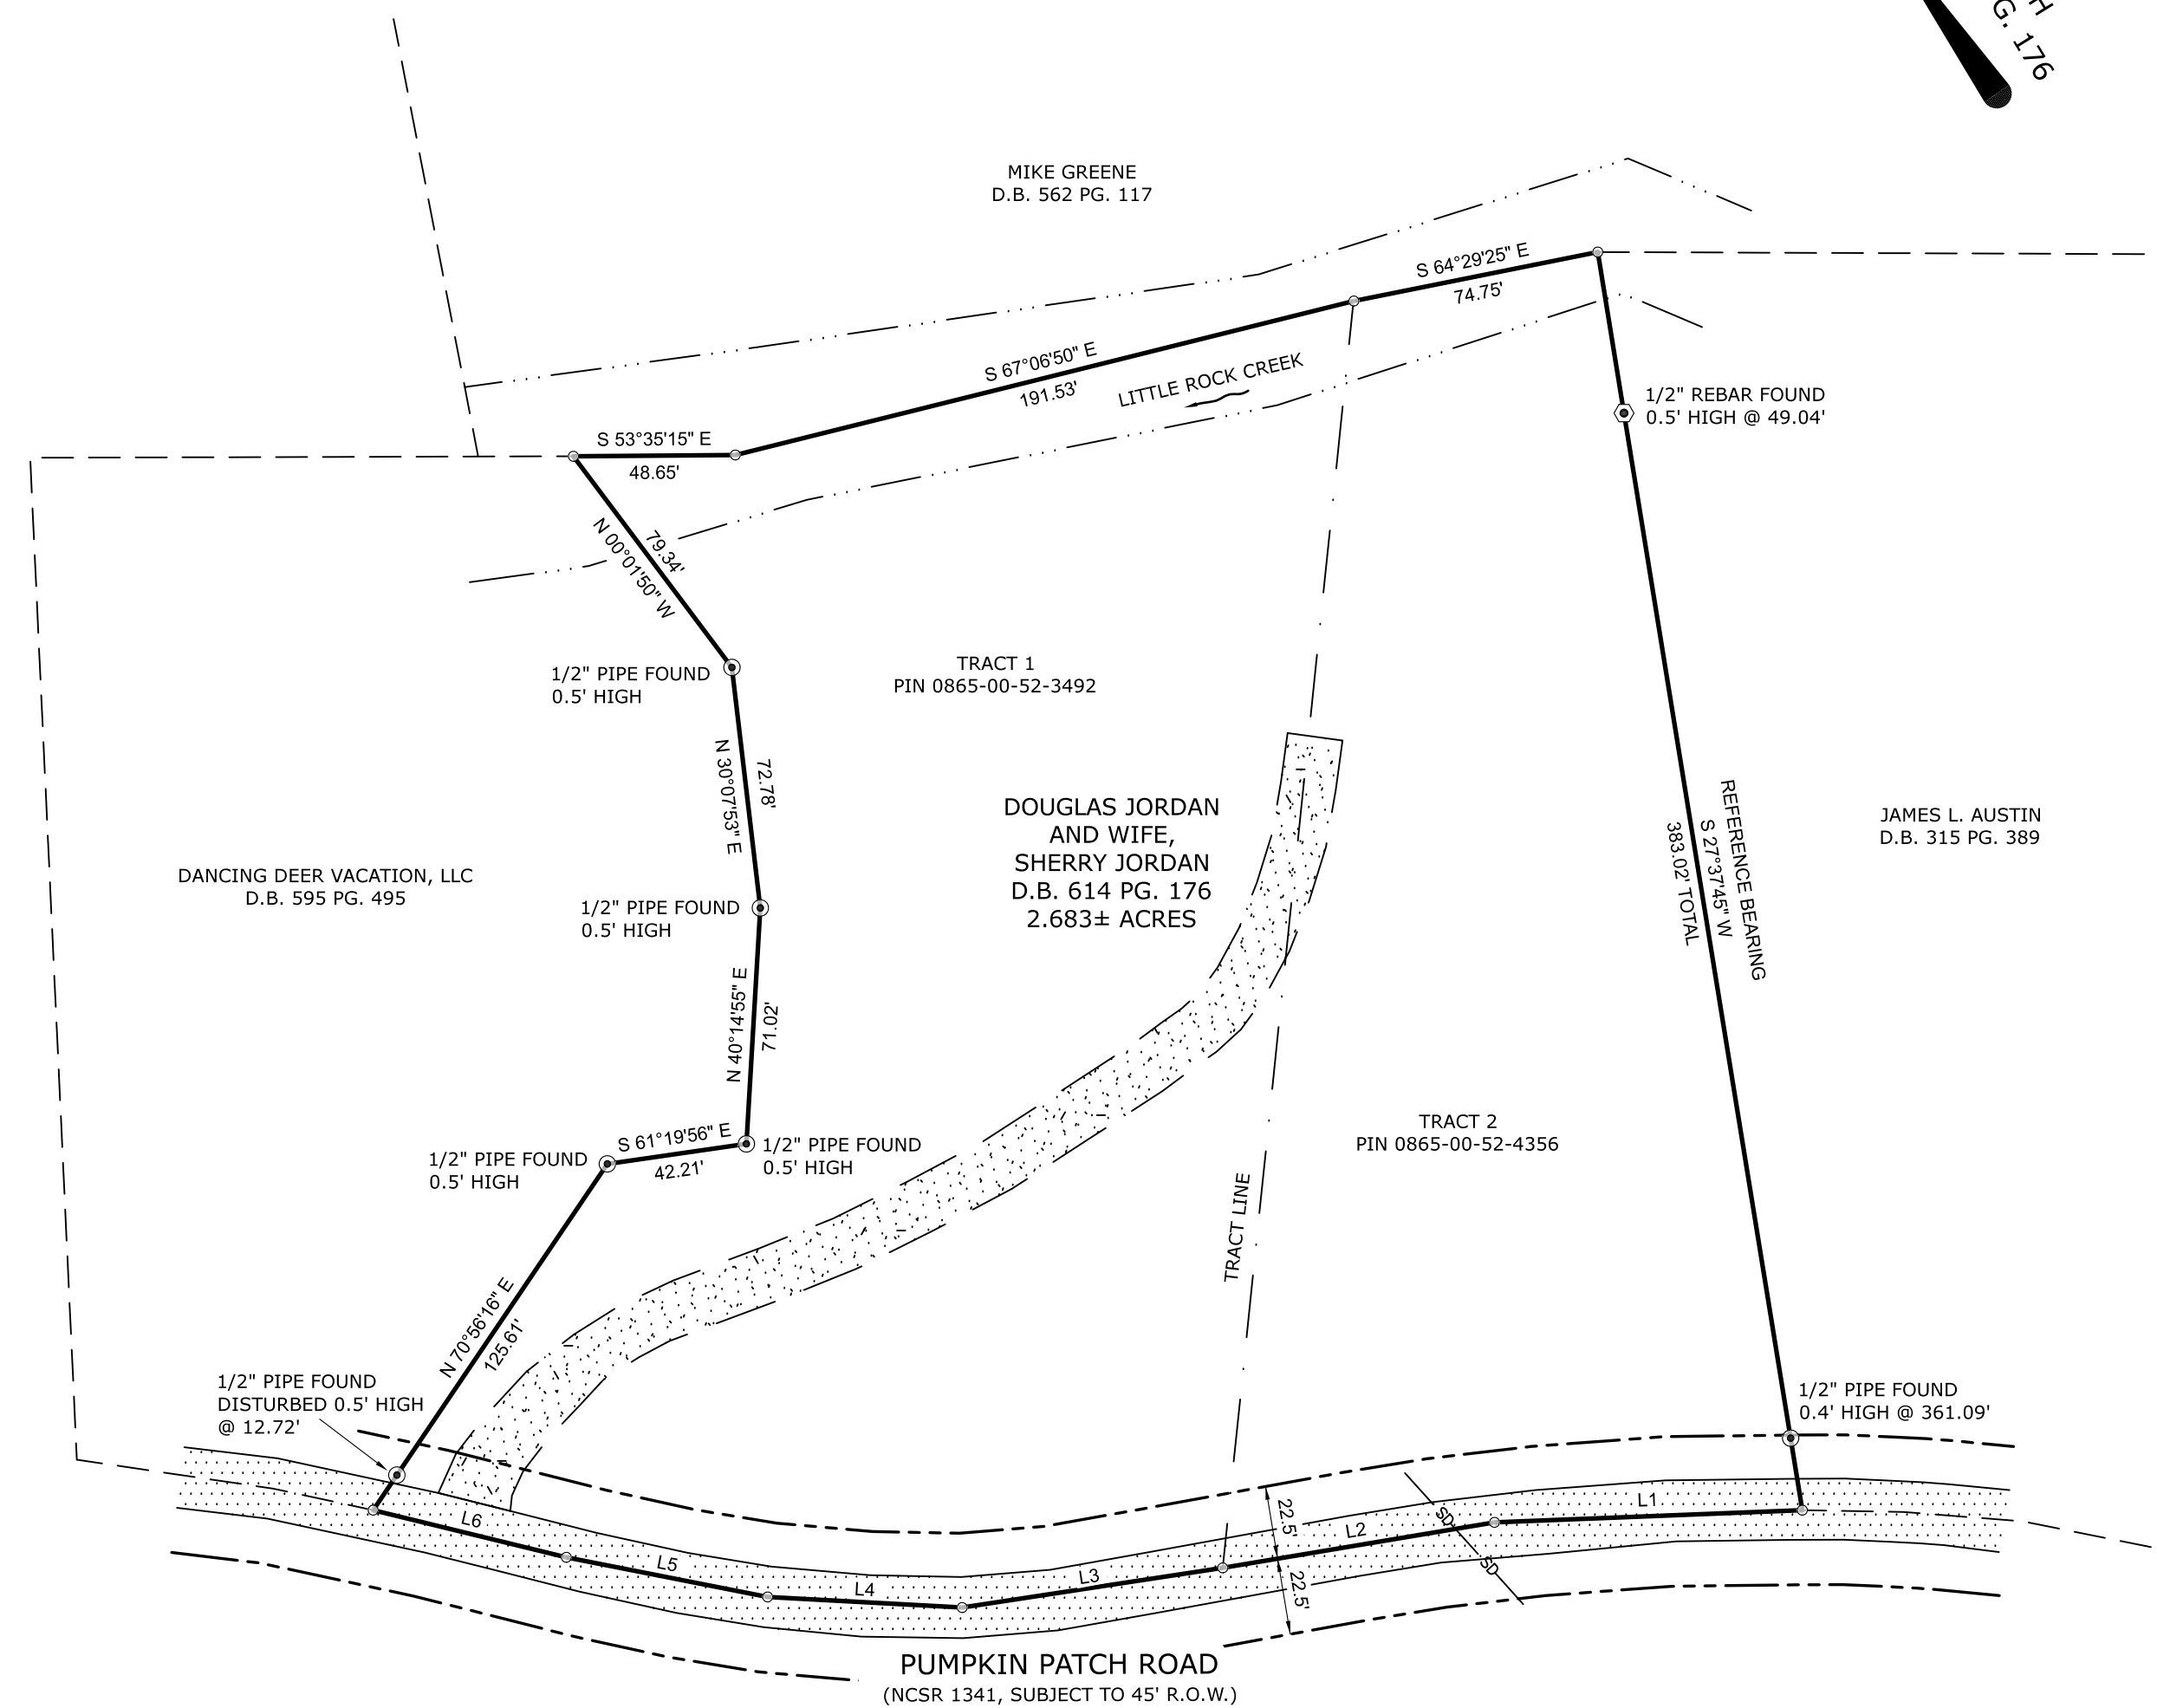 H
G. 176
MIKE GREENE
D.B. 562 PG. 117
S 64°29'25" E
74.75'
S 67°06'50" E
191.53'
LITTLE ROCK CREEK
S 53°35'15" E
48.65'
1/2" REBAR FOUND
0.5' HIGH @ 49.04'
79.34'
N 00°01'50" W
1/2" PIPE FOUND
0.5' HIGH
TRACT 1
PIN 0865-00-52-3492
72.78'
N 30°07'53" E
DOUGLAS JORDAN
AND WIFE,
SHERRY JORDAN
D.B. 614 PG. 176
2.683± ACRES
REFERENCE BEARING
S 27°37'45" W
383.02' TOTAL
JAMES L. AUSTIN
D.B. 315 PG. 389
DANCING DEER VACATION, LLC
D.B. 595 PG. 495
1/2" PIPE FOUND
0.5' HIGH
N 40°14'55" E
71.02'
S 61°19'56" E
42.21'
1/2" PIPE FOUND
0.5' HIGH
1/2" PIPE FOUND
0.5' HIGH
TRACT 2
PIN 0865-00-52-4356
TRACT LINE
N 70°56'16" E
125.61'
1/2" PIPE FOUND
DISTURBED 0.5' HIGH
@ 12.72'
1/2" PIPE FOUND
0.4' HIGH @ 361.09'
L6
L5
L4
L3
L2
L1
22.5'
22.5'
SD
SD
PUMPKIN PATCH ROAD
(NCSR 1341, SUBJECT TO 45' R.O.W.)